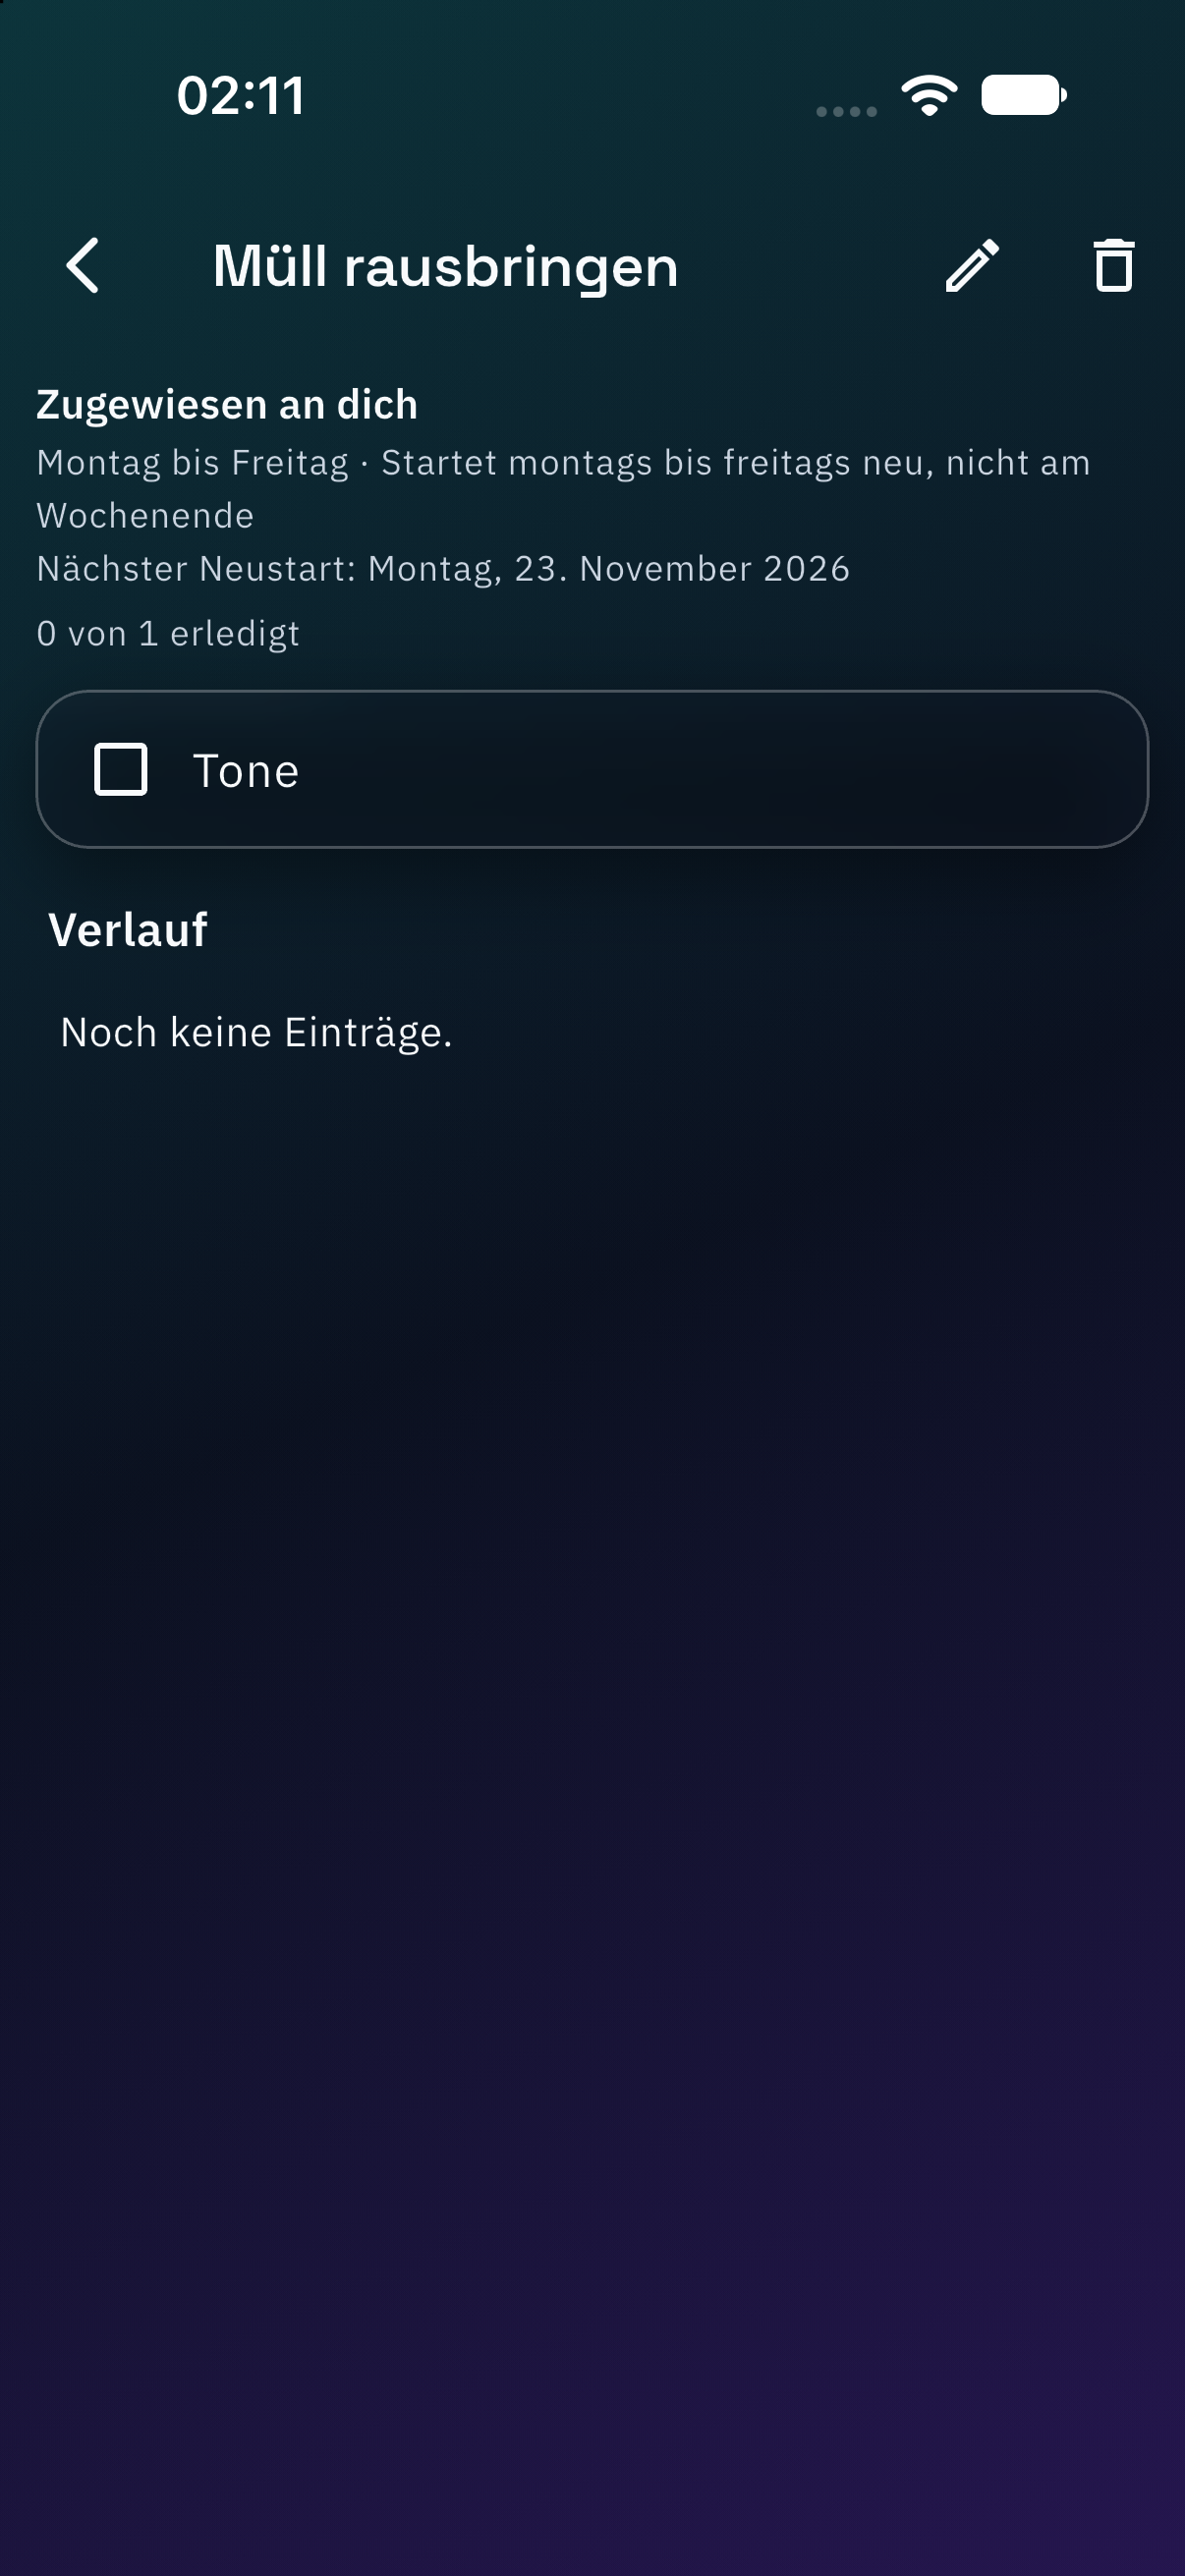 02:11
Müll rausbringen
Zugewiesen an dich
Montag bis Freitag · Startet montags bis freitags neu, nicht am
Wochenende
Nächster Neustart: Montag, 23. November 2026
0 von 1 erledigt
Tone
Verlauf
Noch keine Einträge.